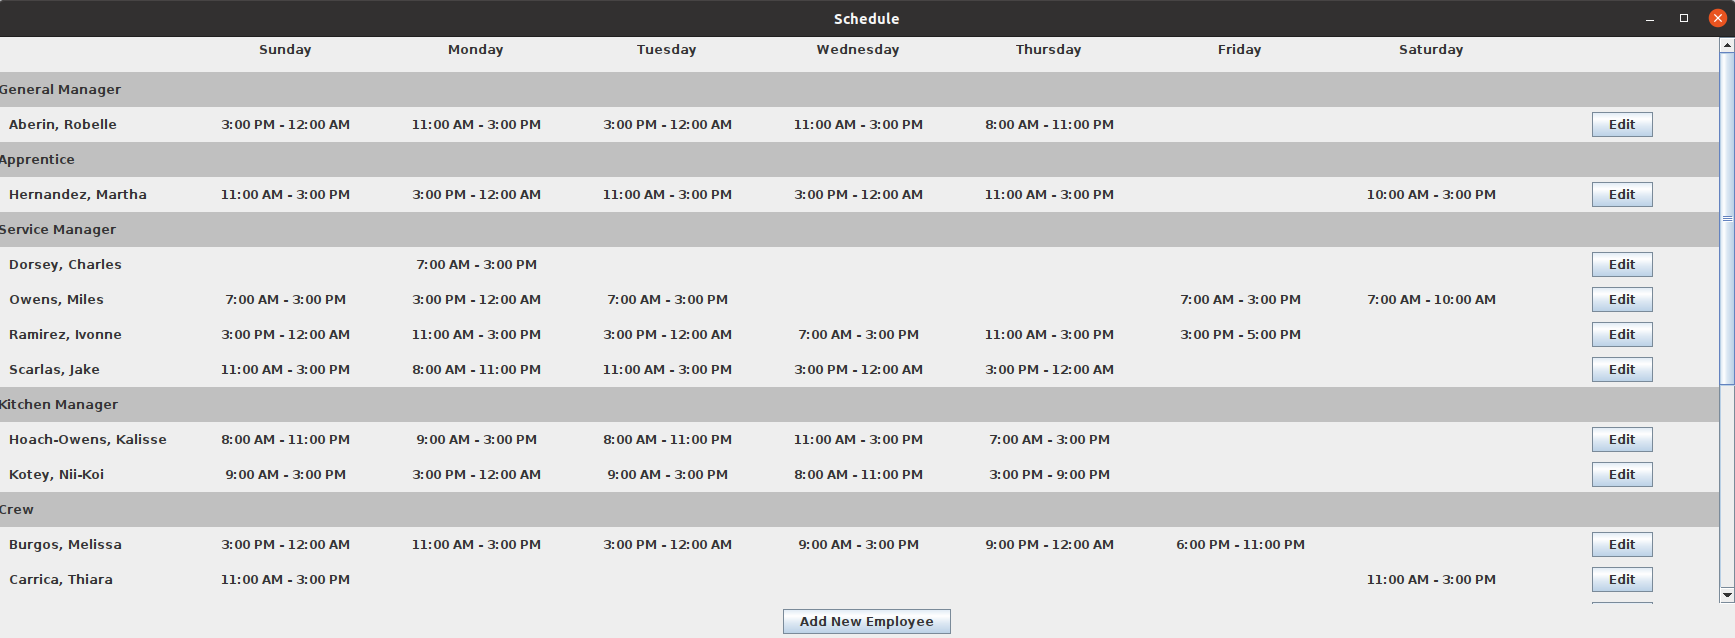 Schedule
Sunday Monday Tuesday Wednesday Thursday Friday Saturday
General Manager
Aberin, Robelle 3:00 PM - 12:00 AM 11:00 AM - 3:00 PM 3:00 PM - 12:00 AM 11:00 AM - 3:00 PM 8:00 AM - 11:00 PM Edit
Apprentice
Hernandez, Martha 11:00 AM - 3:00 PM 3:00 PM - 12:00 AM 11:00 AM - 3:00 PM 3:00 PM - 12:00 AM 11:00 AM - 3:00 PM 10:00 AM - 3:00 PM Edit
Service Manager
Dorsey, Charles 7:00 AM - 3:00 PM Edit
Owens, Miles 7:00 AM - 3:00 PM 3:00 PM - 12:00 AM 7:00 AM - 3:00 PM 7:00 AM - 3:00 PM 7:00 AM - 10:00 AM Edit
Ramirez, Ivonne 3:00 PM - 12:00 AM 11:00 AM - 3:00 PM 3:00 PM - 12:00 AM 7:00 AM - 3:00 PM 11:00 AM - 3:00 PM 3:00 PM - 5:00 PM Edit
Scarlas, Jake 11:00 AM - 3:00 PM 8:00 AM - 11:00 PM 11:00 AM - 3:00 PM 3:00 PM - 12:00 AM 3:00 PM - 12:00 AM Edit
Kitchen Manager
Hoach-Owens, Kalisse 8:00 AM - 11:00 PM 9:00 AM - 3:00 PM 8:00 AM - 11:00 PM 11:00 AM - 3:00 PM 7:00 AM - 3:00 PM Edit
Kotey, Nii-Koi 9:00 AM - 3:00 PM 3:00 PM - 12:00 AM 9:00 AM - 3:00 PM 8:00 AM - 11:00 PM 3:00 PM - 9:00 PM Edit
Crew
Burgos, Melissa 3:00 PM - 12:00 AM 11:00 AM - 3:00 PM 3:00 PM - 12:00 AM 9:00 AM - 3:00 PM 9:00 PM - 12:00 AM 6:00 PM - 11:00 PM Edit
Carrica, Thiara 11:00 AM - 3:00 PM 11:00 AM - 3:00 PM Edit
Add New Employee